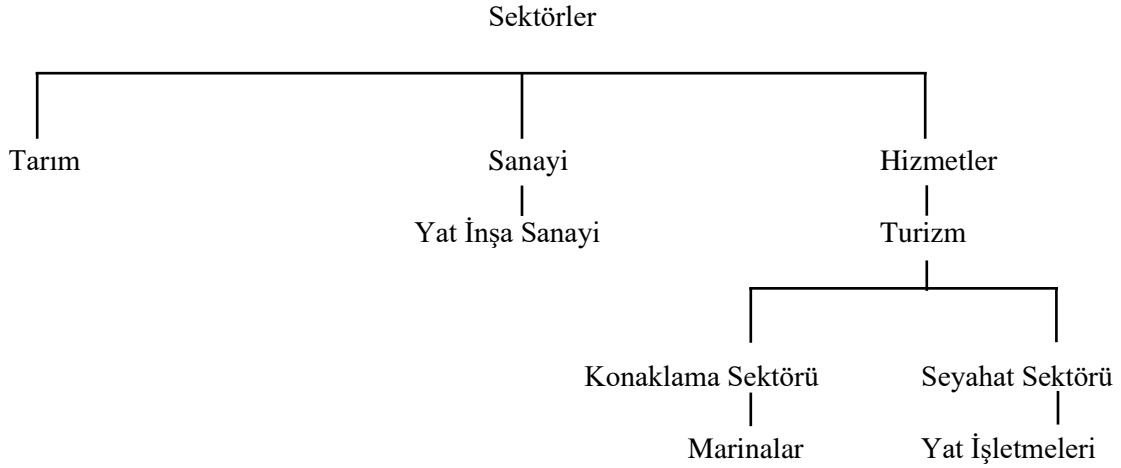 Sektörler
Tarım Sanayi Hizmetler
Yat İnşa Sanayi Turizm
Konaklama Sektörü Seyahat Sektörü
Marinalar Yat İşletmeleri